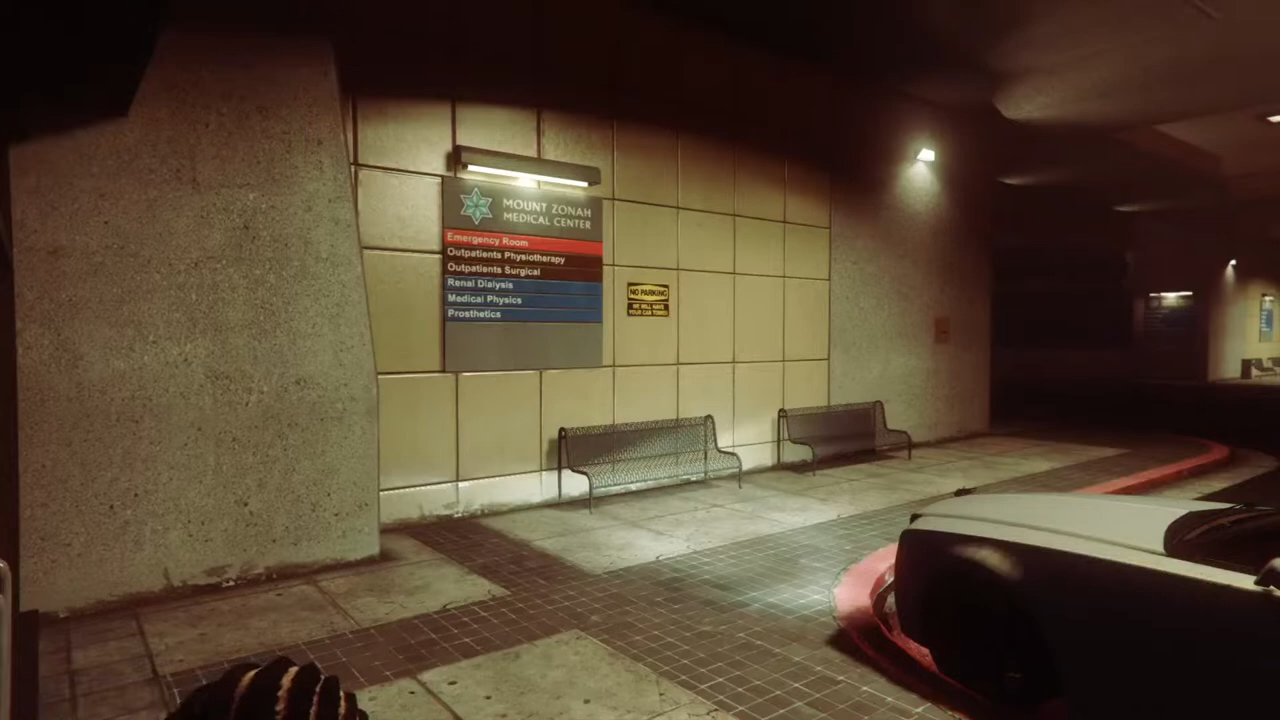 MOUNT ZONAH
MEDICAL CENTER
Emergency Room
Outpatients Physiotherapy
Outpatients Surgical
Renal Dialysis
Medical Physics
Prosthetics
NO PARKING
WE WILL HAVE
YOUR CAR TOWED